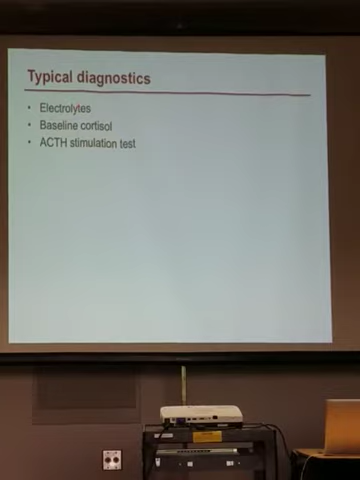 Typical diagnostics
• Electrolytes
• Baseline cortisol
• ACTH stimulation test